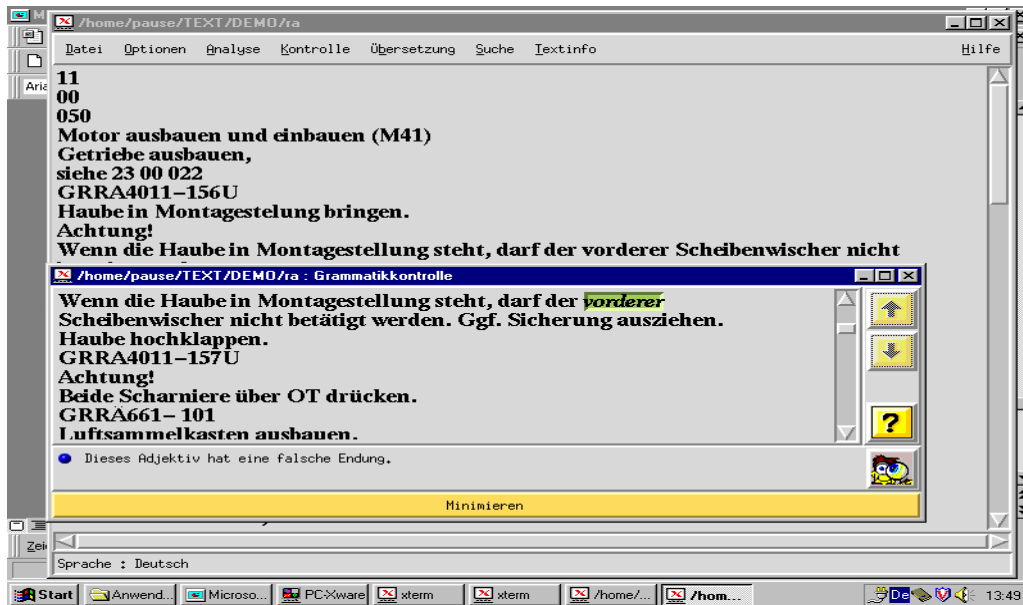 /home/pause/TEXT/DEMO/ra
Datei Optionen Analyse Kontrolle Übersetzung Suche Textinfo Hilfe
Aria
11
00
050
Motor ausbauen und einbauen (M41)
Getriebe ausbauen,
siehe 23 00 022
GRRA4011-156U
Haube in Montagestelung bringen.
Achtung!
Wenn die Haube in Montagestellung steht, darf der vorderer Scheibenwischer nicht
/home/pause/TEXT/DEMO/ra : Grammatikkontrolle
Wenn die Haube in Montagestellung steht, darf der vorderer
Scheibenwischer nicht betätigt werden. Ggf. Sicherung ausziehen.
Haube hochklappen.
GRRA4011-157U
Achtung!
Beide Scharniere über OT drücken.
GRRÄ661- 101
Luftsammelkasten ausbauen.
?
Dieses Adjektiv hat eine falsche Endung.
Minimieren
Zei
Sprache : Deutsch
Start Anwend... Microso... PC-Xware xterm xterm /home/... /hom... De 13:49